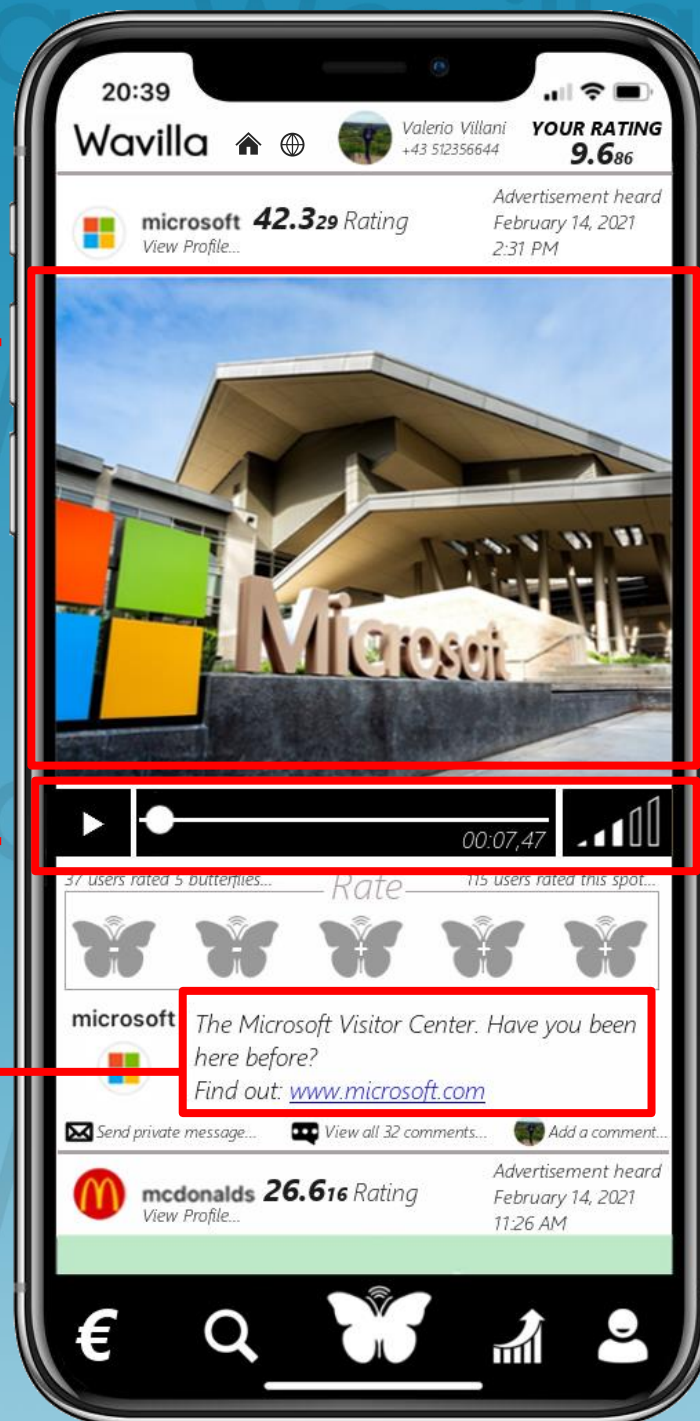 20:39
Wavilla
Valerio Villani
+43 512356644
YOUR RATING
9.686
microsoft 42.329 Rating
View Profile...
Advertisement heard
February 14, 2021
2:31 PM
Microsoft
00:07,47
37 users rated 5 butterflies...
Rate
115 users rated this spot...
- - + + +
microsoft
The Microsoft Visitor Center. Have you been
here before?
Find out: www.microsoft.com
Send private message...
View all 32 comments...
Add a comment...
mcdonalds 26.616 Rating
View Profile...
Advertisement heard
February 14, 2021
11:26 AM
€